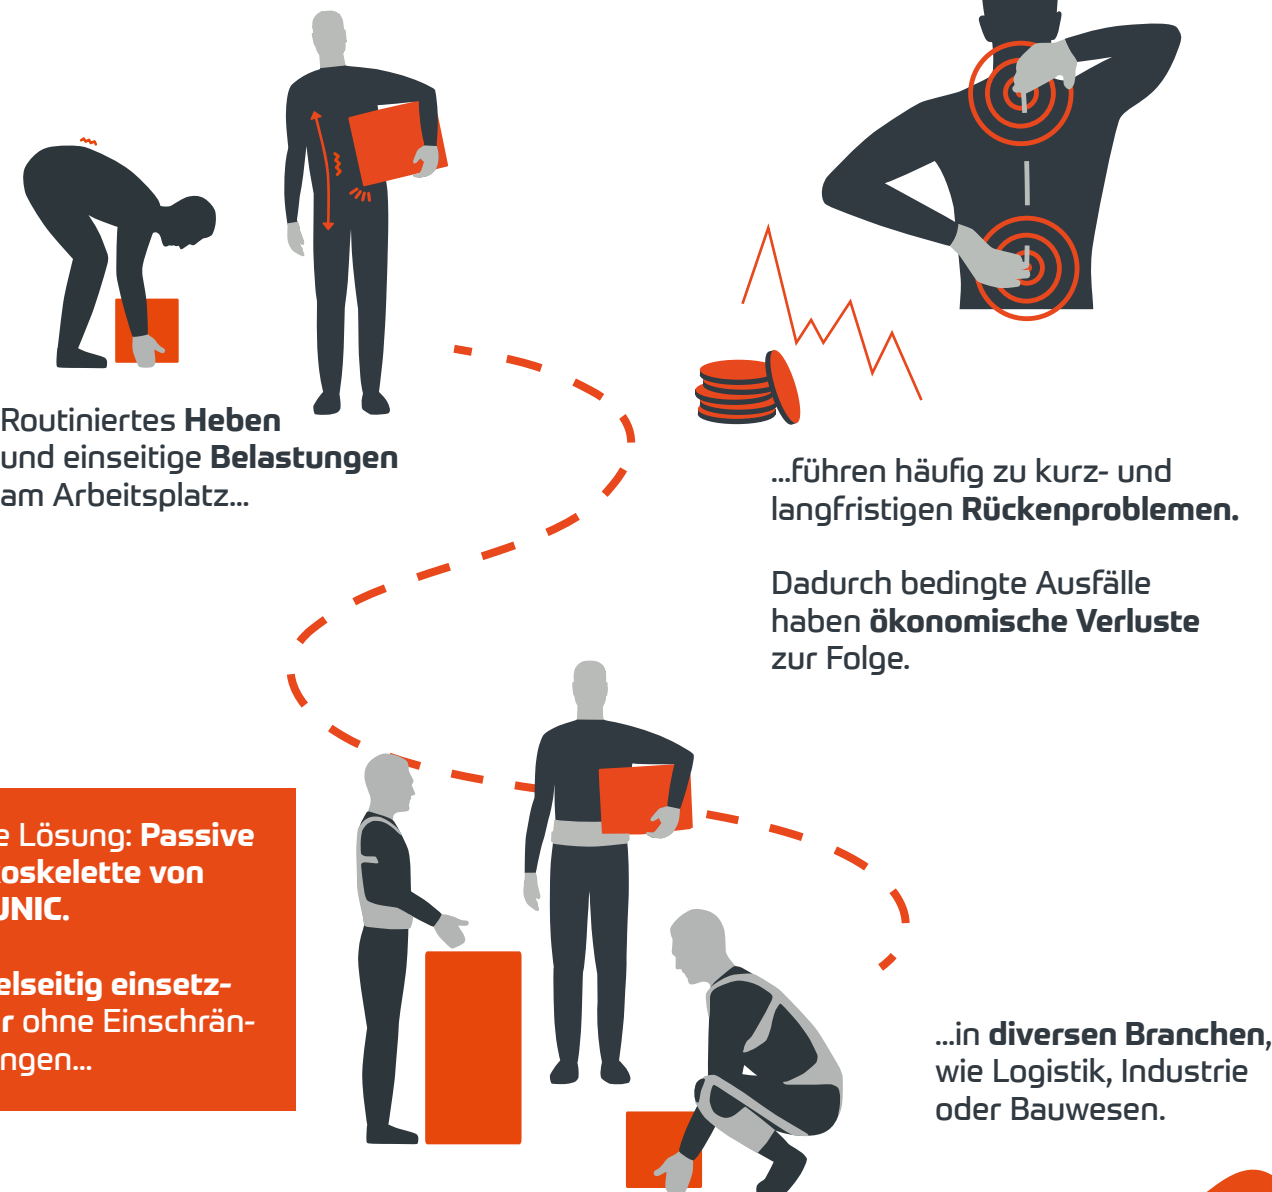 Routiniertes Heben
und einseitige Belastungen
am Arbeitsplatz...
...führen häufig zu kurz- und
langfristigen Rückenproblemen.
Dadurch bedingte Ausfälle
haben ökonomische Verluste
zur Folge.
e Lösung: Passive
oskelette von
UNIC.
elseitig einsetz-
r ohne Einschrän-
ngen...
...in diversen Branchen,
wie Logistik, Industrie
oder Bauwesen.